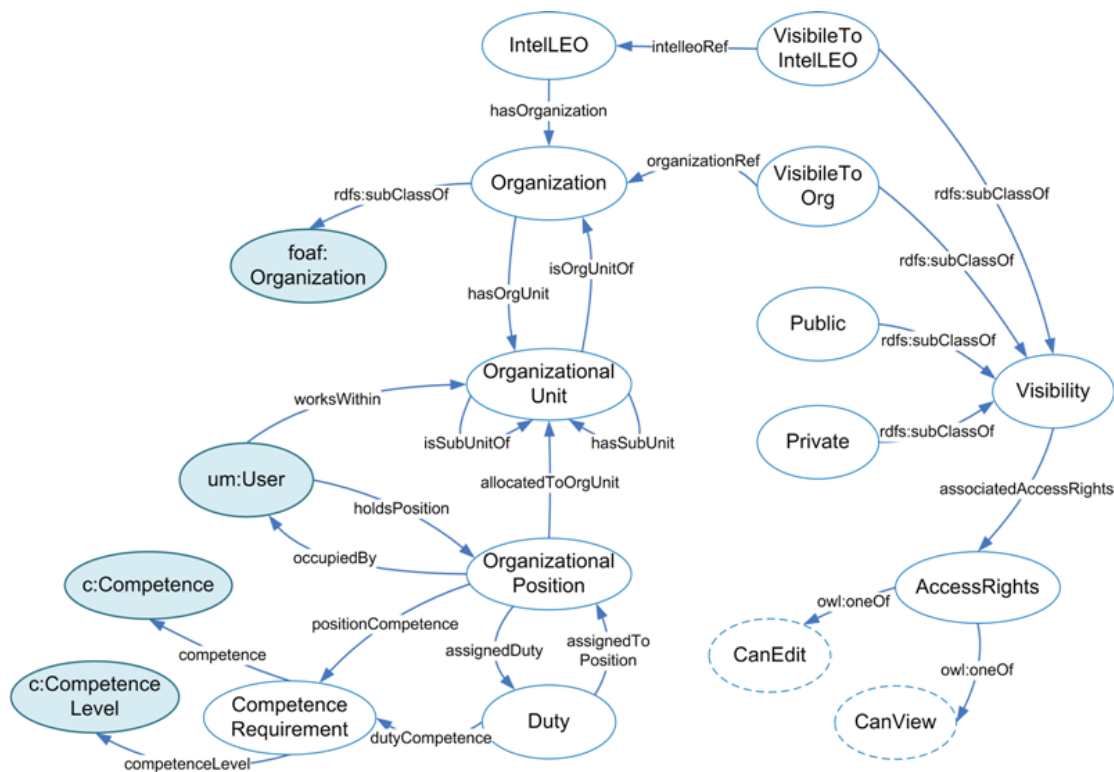 IntelLEO
intelleoRef
VisibileTo
IntelLEO
hasOrganization
organizationRef
VisibileTo
Org
Organization
rdfs:subClassOf
rdfs:subClassOf
foaf:
Organization
isOrgUnitOf
rdfs:subClassOf
hasOrgUnit
Public
rdfs:subClassOf
Organizational
Unit
Visibility
worksWithin
isSubUnitOf
hasSubUnit
Private
rdfs:subClassOf
um:User
allocatedToOrgUnit
associatedAccessRights
holdsPosition
occupiedBy
Organizational
Position
c:Competence
AccessRights
owl:oneOf
positionCompetence
assignedDuty
assignedTo
Position
competence
CanEdit
owl:oneOf
c:Competence
Level
Competence
Requirement
dutyCompetence
Duty
CanView
competenceLevel